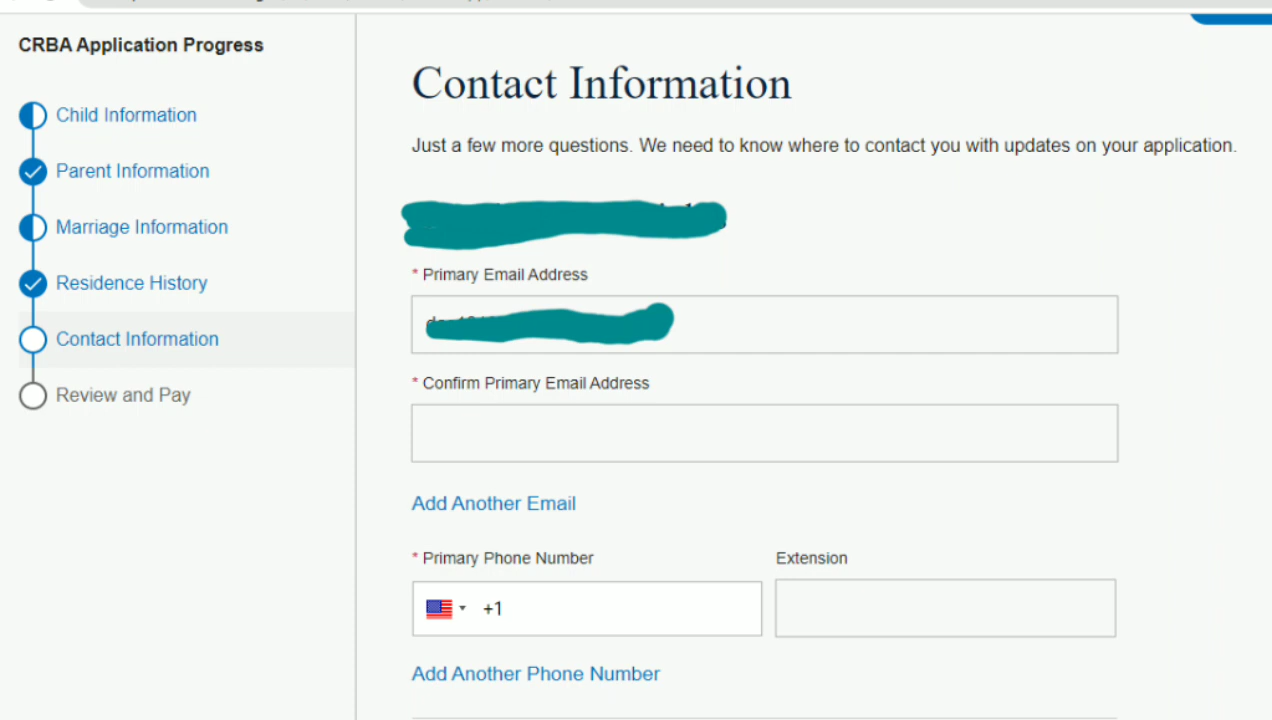 CRBA Application Progress
Child Information
Parent Information
Marriage Information
Residence History
Contact Information
Review and Pay
Contact Information
Just a few more questions. We need to know where to contact you with updates on your application.
* Primary Email Address
* Confirm Primary Email Address
Add Another Email
* Primary Phone Number Extension
+1
Add Another Phone Number